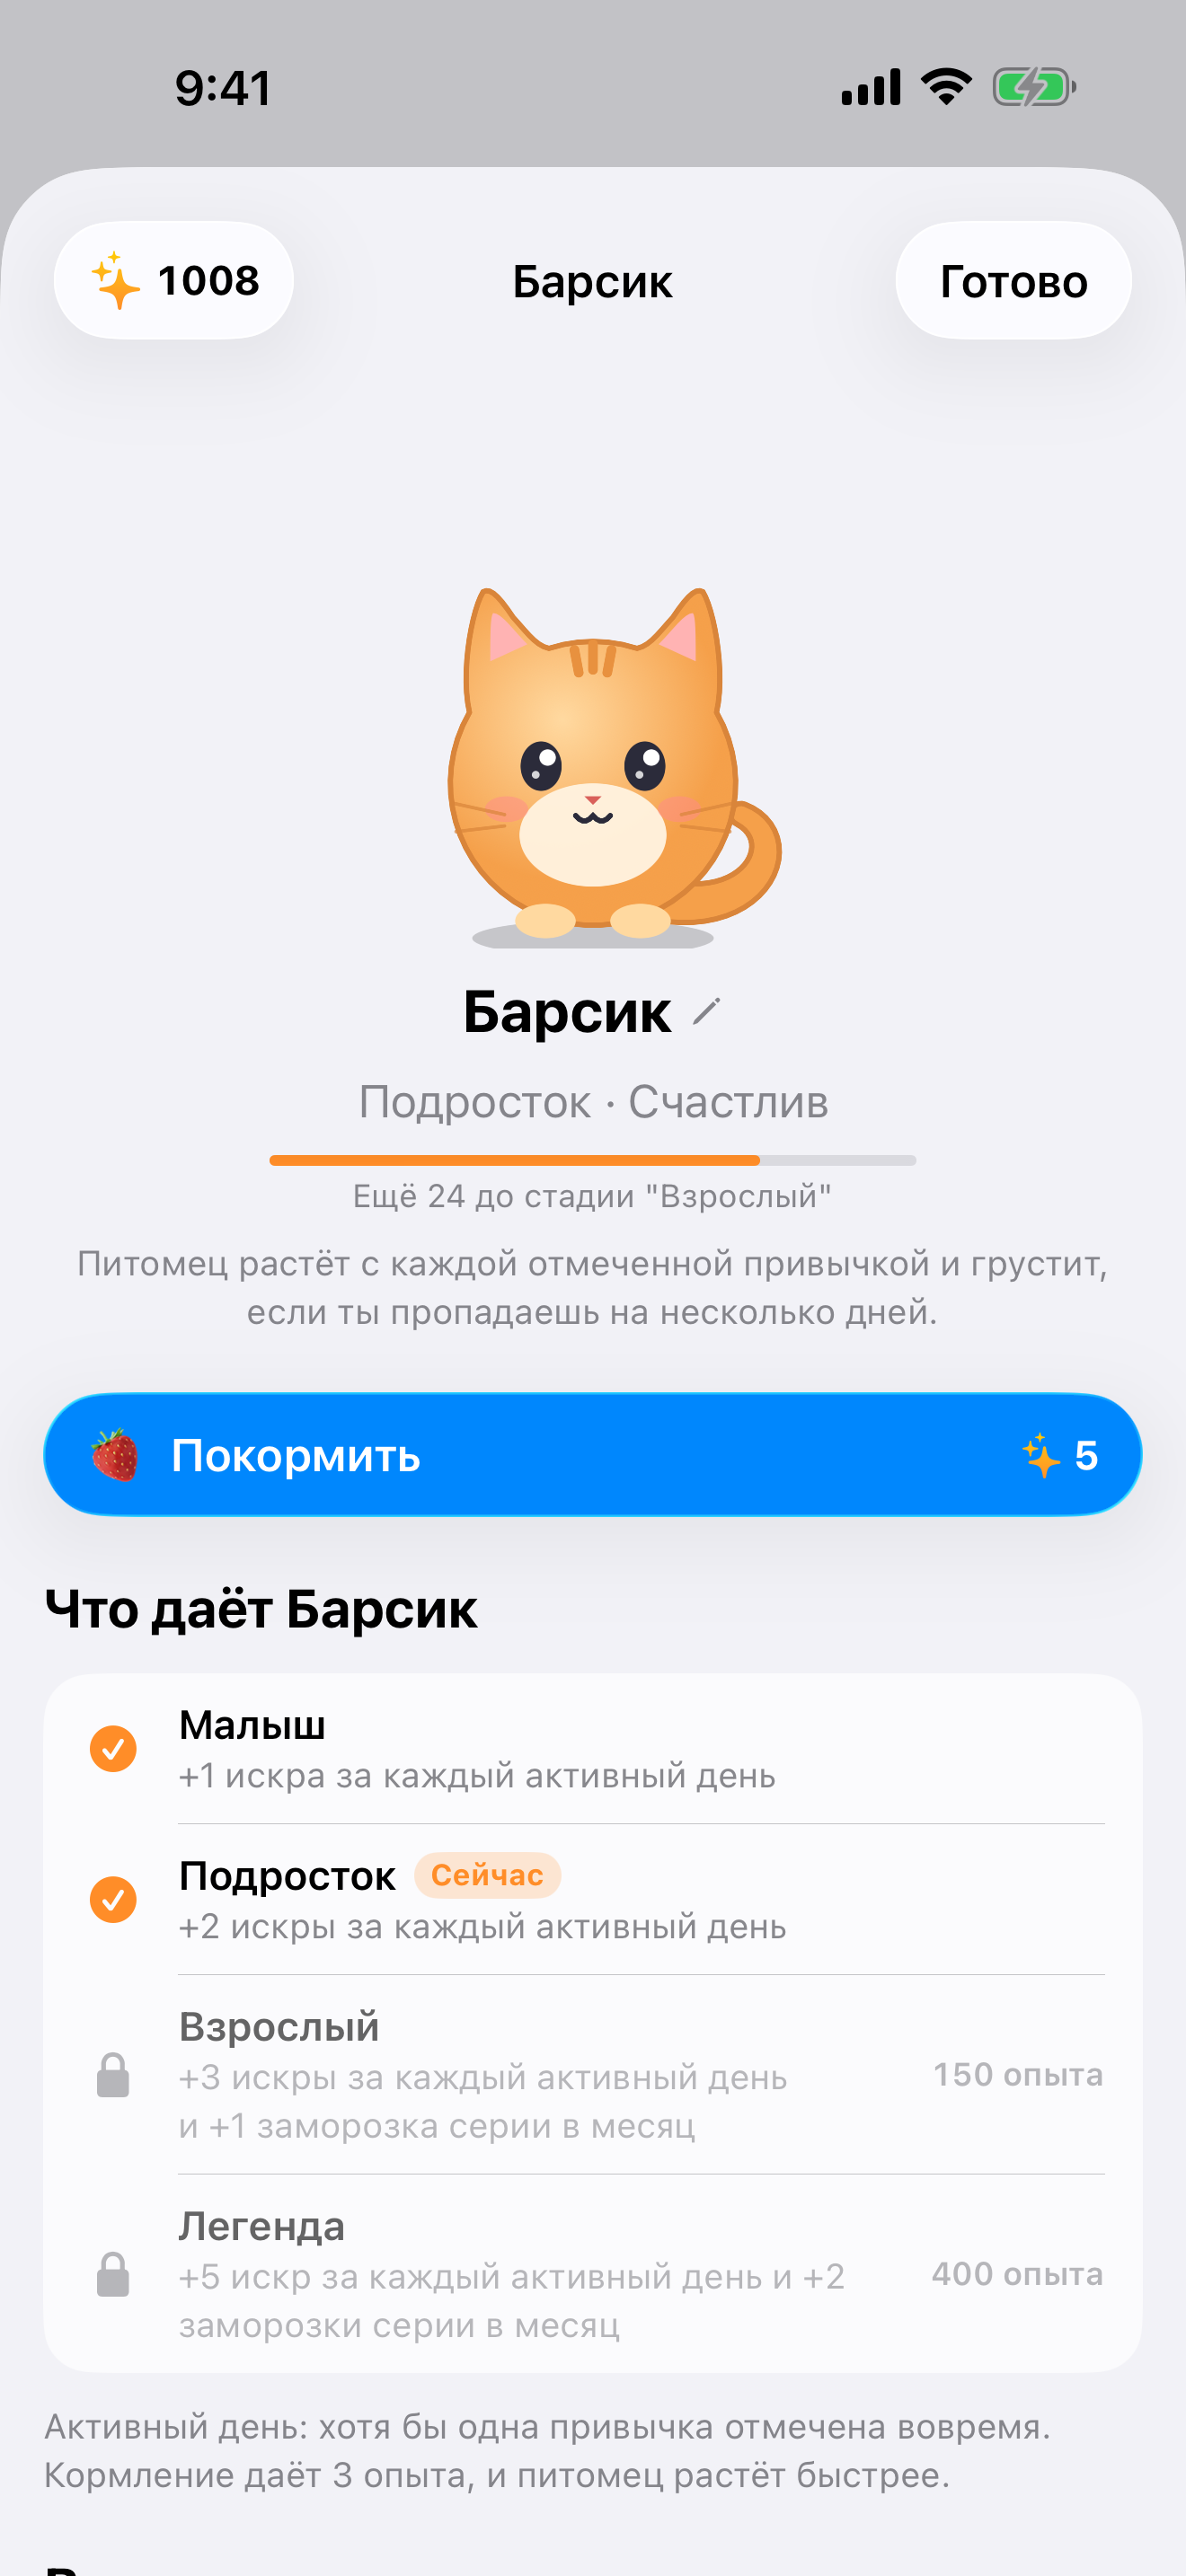 9:41
1008
Барсик
Готово
Барсик
Подросток · Счастлив
Ещё 24 до стадии "Взрослый"
Питомец растёт с каждой отмеченной привычкой и грустит,
если ты пропадаешь на несколько дней.
Покормить
5
Что даёт Барсик
Малыш
+1 искра за каждый активный день
Подросток Сейчас
+2 искры за каждый активный день
Взрослый
+3 искры за каждый активный день
и +1 заморозка серии в месяц
150 опыта
Легенда
+5 искр за каждый активный день и +2
заморозки серии в месяц
400 опыта
Активный день: хотя бы одна привычка отмечена вовремя.
Кормление даёт 3 опыта, и питомец растёт быстрее.